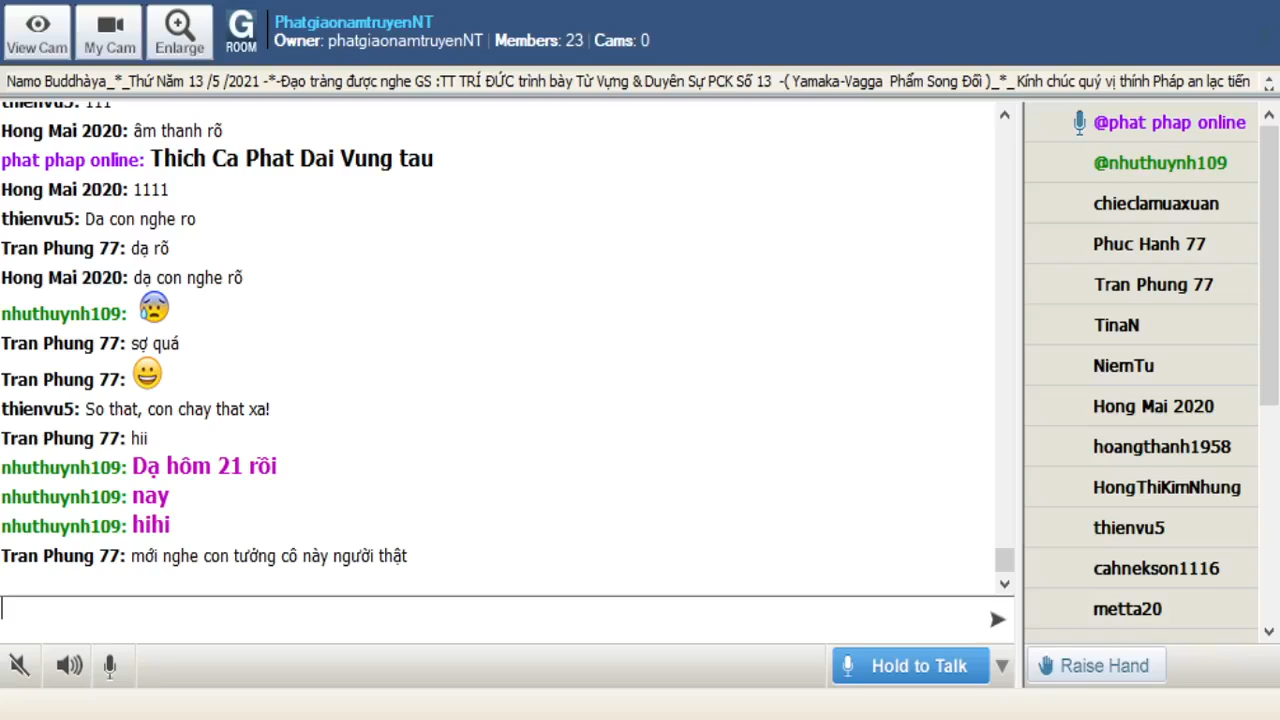 View Cam
My Cam
Enlarge
G
ROOM
PhatgiaonamtruyenNT
Owner: phatgiaonamtruyenNT | Members: 23 | Cams: 0
Namo Buddhàya_*_Thứ Năm 13 /5 /2021 -*-Đạo tràng được nghe GS :TT TRÍ ĐỨC trình bày Từ Vựng & Duyên Sự PCK Số 13 -( Yamaka-Vagga Phẩm Song Đối )_*_ Kính chúc quý vị thính Pháp an lạc tiến
thienvu5: 111
Hong Mai 2020: âm thanh rõ
phat phap online: Thich Ca Phat Dai Vung tau
Hong Mai 2020: 1111
thienvu5: Da con nghe ro
Tran Phung 77: dạ rõ
Hong Mai 2020: dạ con nghe rõ
nhuthuynh109:
Tran Phung 77: sợ quá
Tran Phung 77:
thienvu5: So that, con chay that xa!
Tran Phung 77: hii
nhuthuynh109: Dạ hôm 21 rồi
nhuthuynh109: nay
nhuthuynh109: hihi
Tran Phung 77: mới nghe con tưởng cô này người thật
@phat phap online
@nhuthuynh109
chieclamuaxuan
Phuc Hanh 77
Tran Phung 77
TinaN
NiemTu
Hong Mai 2020
hoangthanh1958
HongThiKimNhung
thienvu5
cahnekson1116
metta20
Hold to Talk
Raise Hand